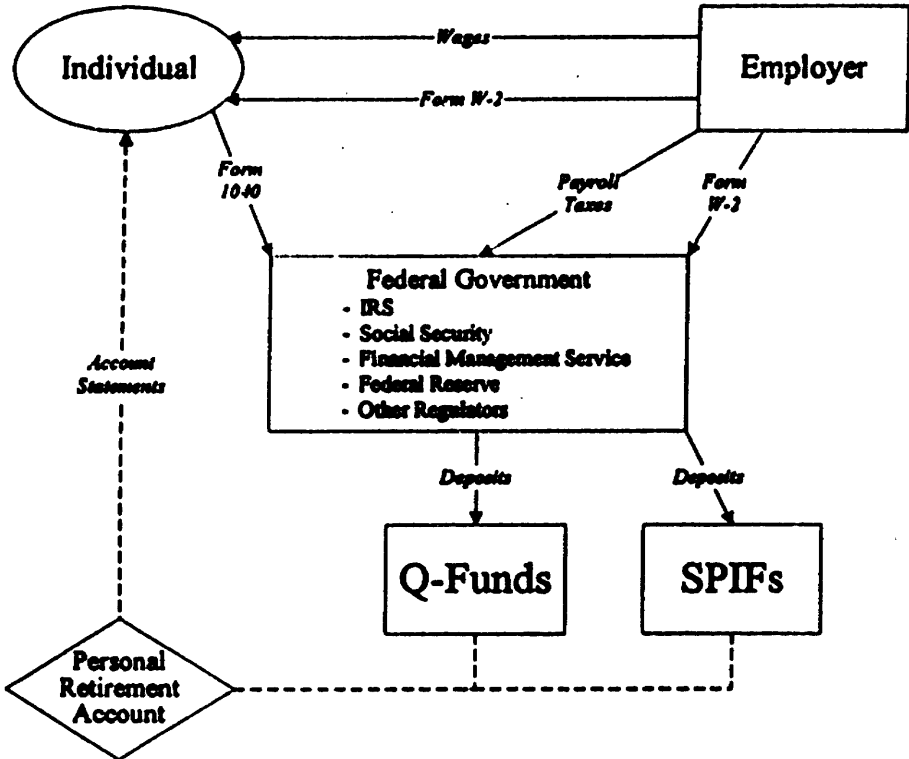 Wages
Individual
Employer
Form W-2
Form
1040
Payroll
Taxes
Form
W-2
Federal Government
- IRS
- Social Security
- Financial Management Service
- Federal Reserve
- Other Regulators
Account
Statements
Deposits
Deposits
Q-Funds
SPIFs
Personal
Retirement
Account